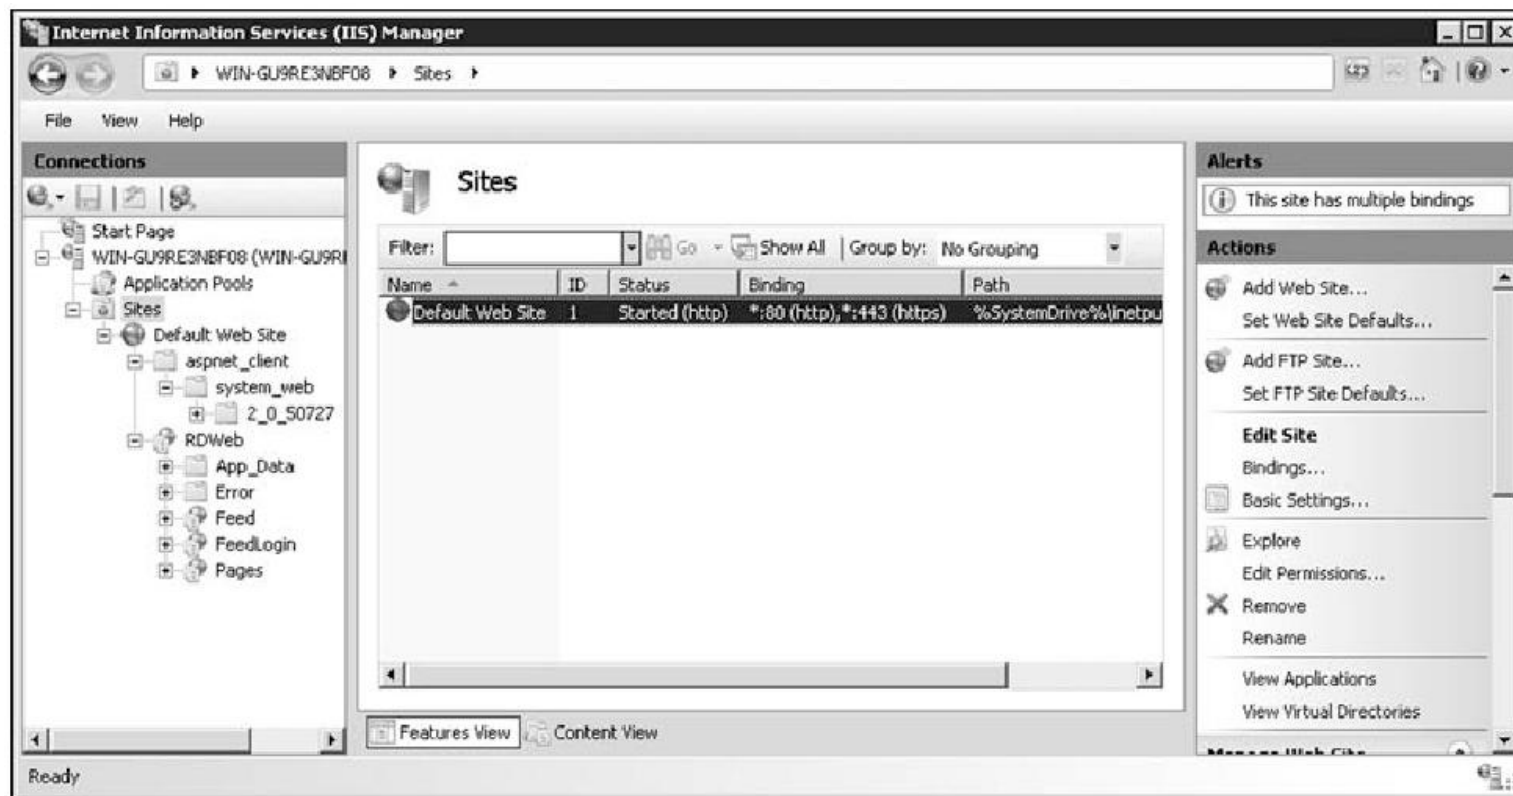 Internet Information Services (IIS) Manager
WIN-GU9RE3NBF08 Sites
File View Help
Connections
Start Page
WIN-GU9RE3NBF08 (WIN-GU9RE
Application Pools
Sites
Default Web Site
aspnet_client
system_web
2_0_50727
RDWeb
App_Data
Error
Feed
FeedLogin
Pages
Sites
Filter: Go Show All Group by: No Grouping
Name ID Status Binding Path
Default Web Site 1 Started (http) *:80 (http),*:443 (https) %SystemDrive%\inetpu
Features View Content View
Alerts
This site has multiple bindings
Actions
Add Web Site...
Set Web Site Defaults...
Add FTP Site...
Set FTP Site Defaults...
Edit Site
Bindings...
Basic Settings...
Explore
Edit Permissions...
Remove
Rename
View Applications
View Virtual Directories
Manage Web Site
Ready